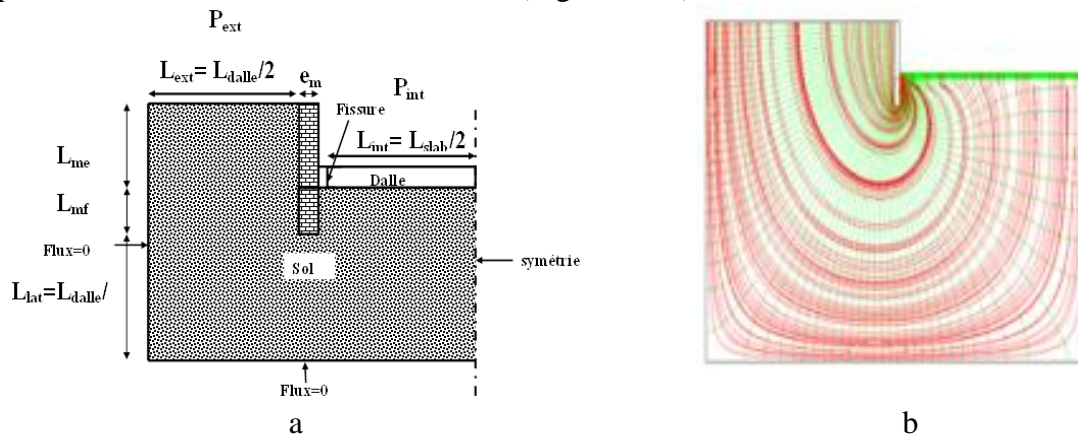 P_ext
L_ext= L_dalle/2
e_m
P_int
Fissure
L_int= L_slab/2
L_me
Dalle
L_mf
Flux=0
Sol
symétrie
L_lat=L_dalle/
Flux=0
a
b